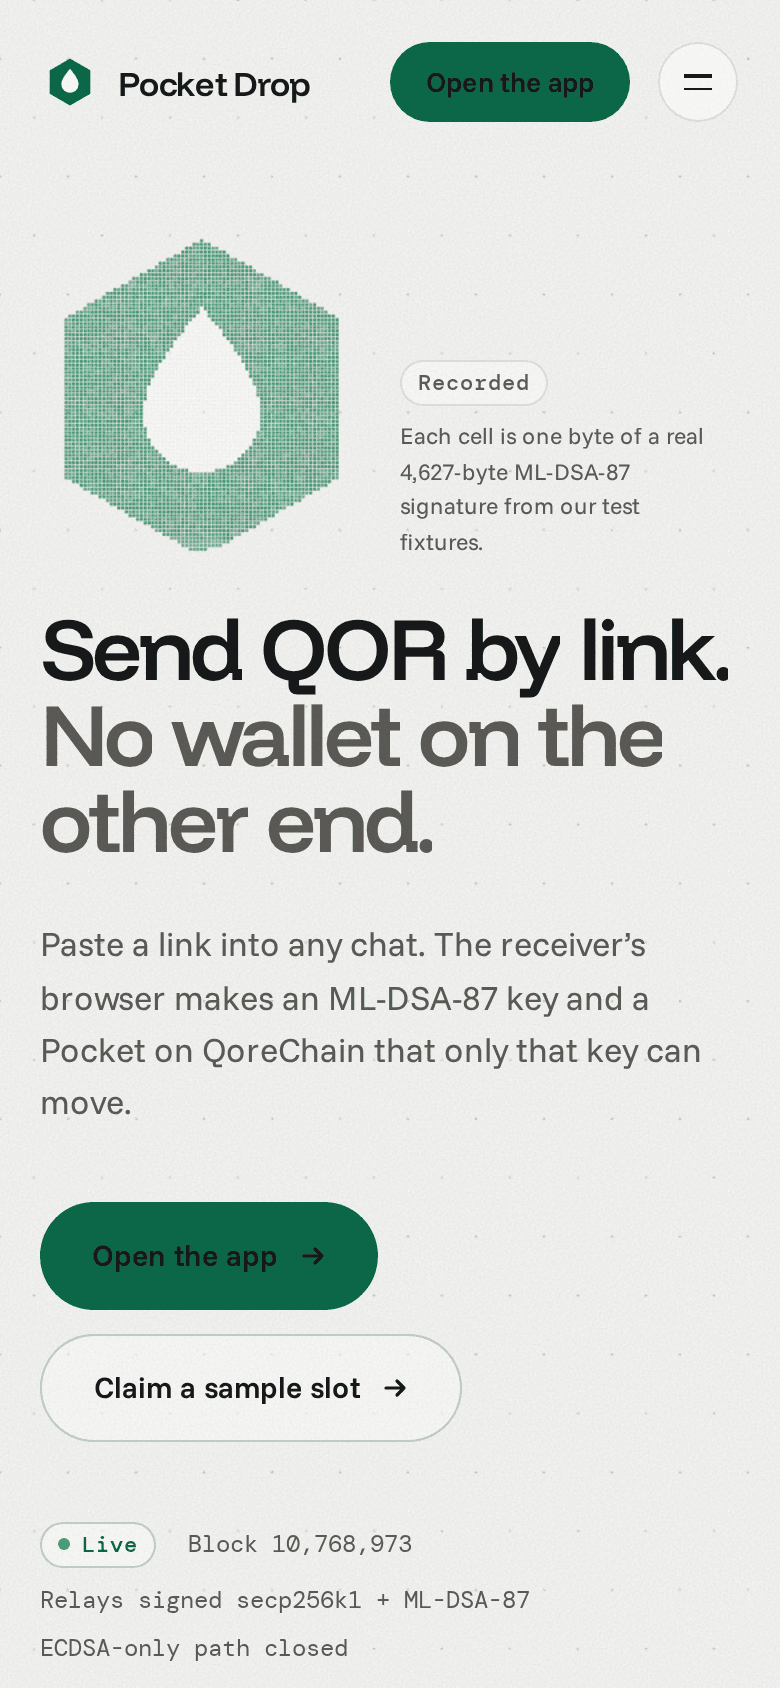 Pocket Drop
Open the app
Recorded
Each cell is one byte of a real
4,627-byte ML-DSA-87
signature from our test
fixtures.
Send QOR by link.
No wallet on the
other end.
Paste a link into any chat. The receiver’s
browser makes an ML-DSA-87 key and a
Pocket on QoreChain that only that key can
move.
Open the app →
Claim a sample slot →
Live Block 10,768,973
Relays signed secp256k1 + ML-DSA-87
ECDSA-only path closed